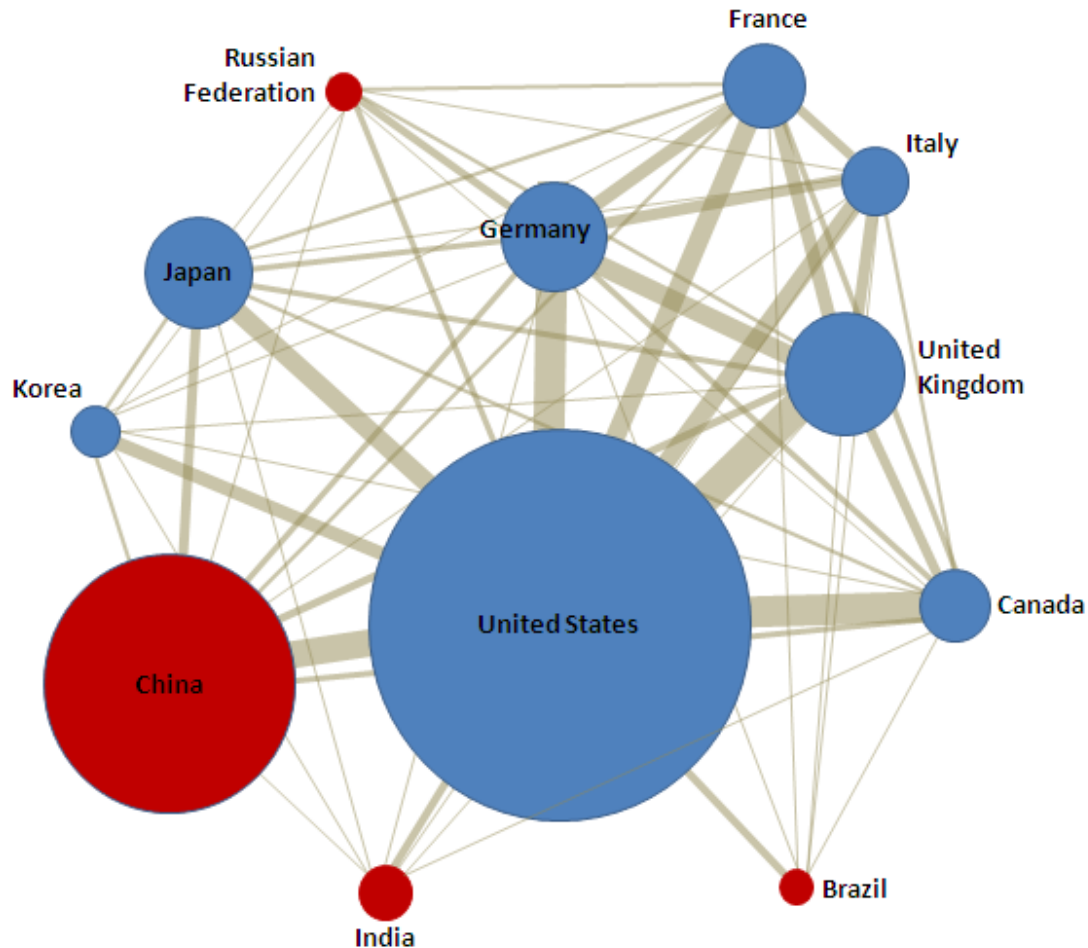 France
Russian
Federation
Italy
Germany
Japan
United
Kingdom
Korea
Canada
United States
China
Brazil
India